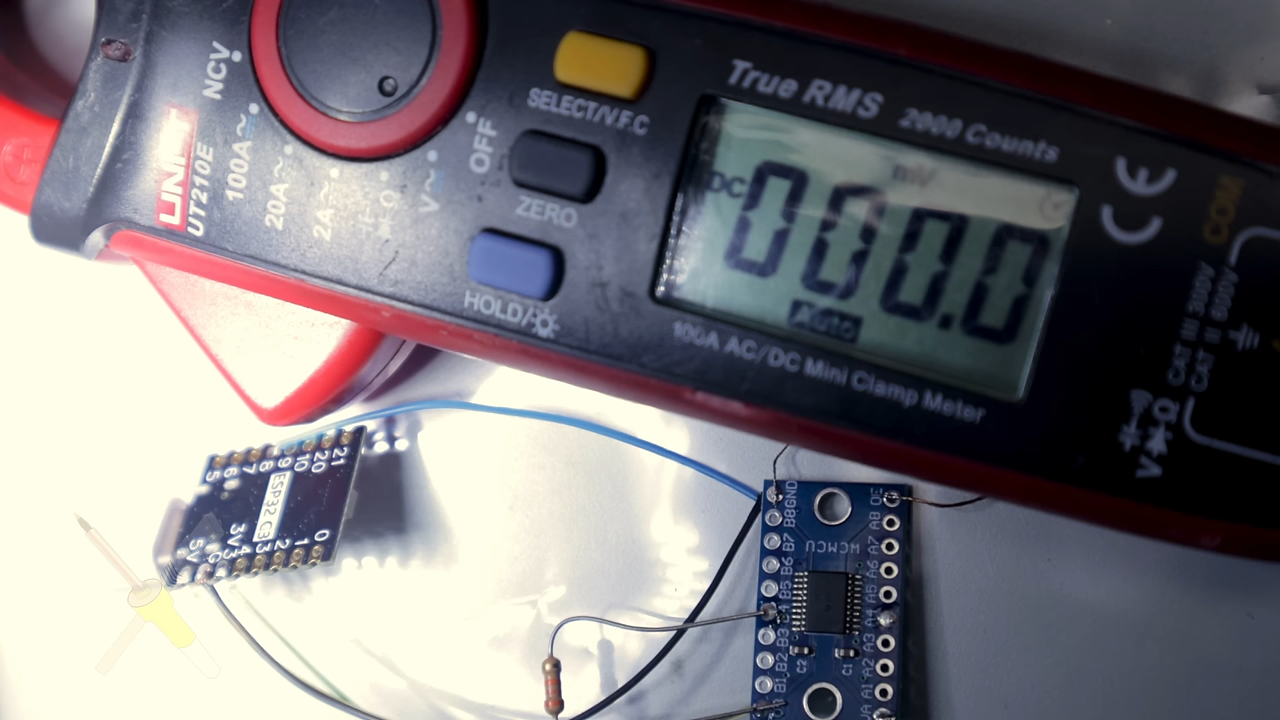 True RMS 2000 Counts
NCV
SELECT/V.F.C
OFF
UNI-T
UT210E
100A~
20A~
2A~
Ω
V~
ZERO
HOLD/
DC mV
000.0
Auto
100A AC/DC Mini Clamp Meter
CE
COM
CAT III 300V
CAT II 600V
VΩ
5 6 7 8 9 10 20 21
ESP32 C3
5V G 3V3 4 3 2 1 0
GND
B8
B7
B6
B5
B4
B3
B2
B1
OE
A8
A7
A6
A5
A4
A3
A2
A1
VA
WCMCU
C2
C1